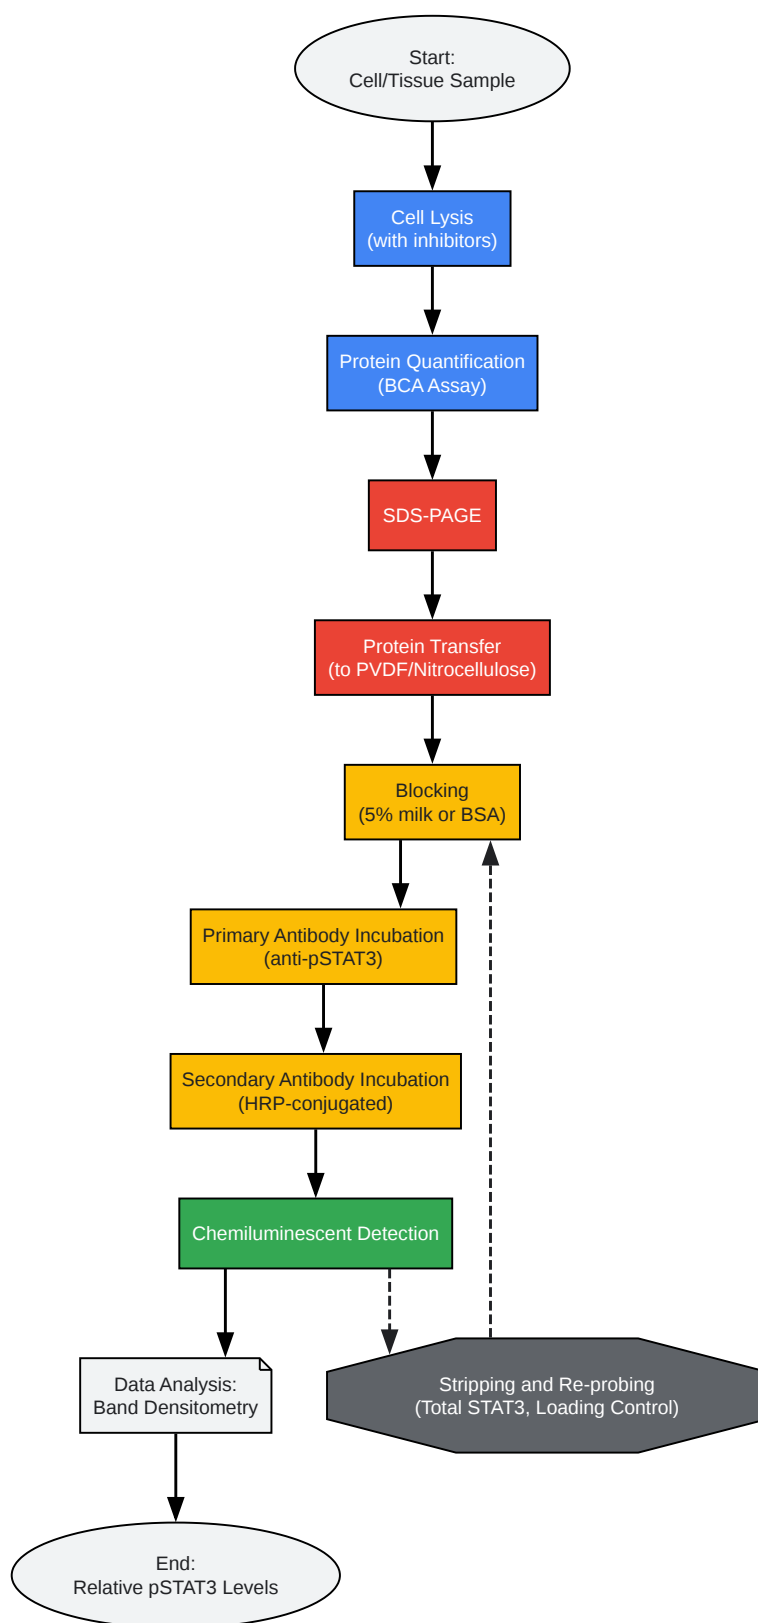 Start:
Cell/Tissue Sample
Cell Lysis
(with inhibitors)
Protein Quantification
(BCA Assay)
SDS-PAGE
Protein Transfer
(to PVDF/Nitrocellulose)
Blocking
(5% milk or BSA)
Primary Antibody Incubation
(anti-pSTAT3)
Secondary Antibody Incubation
(HRP-conjugated)
Chemiluminescent Detection
Data Analysis:
Band Densitometry
Stripping and Re-probing
(Total STAT3, Loading Control)
End:
Relative pSTAT3 Levels